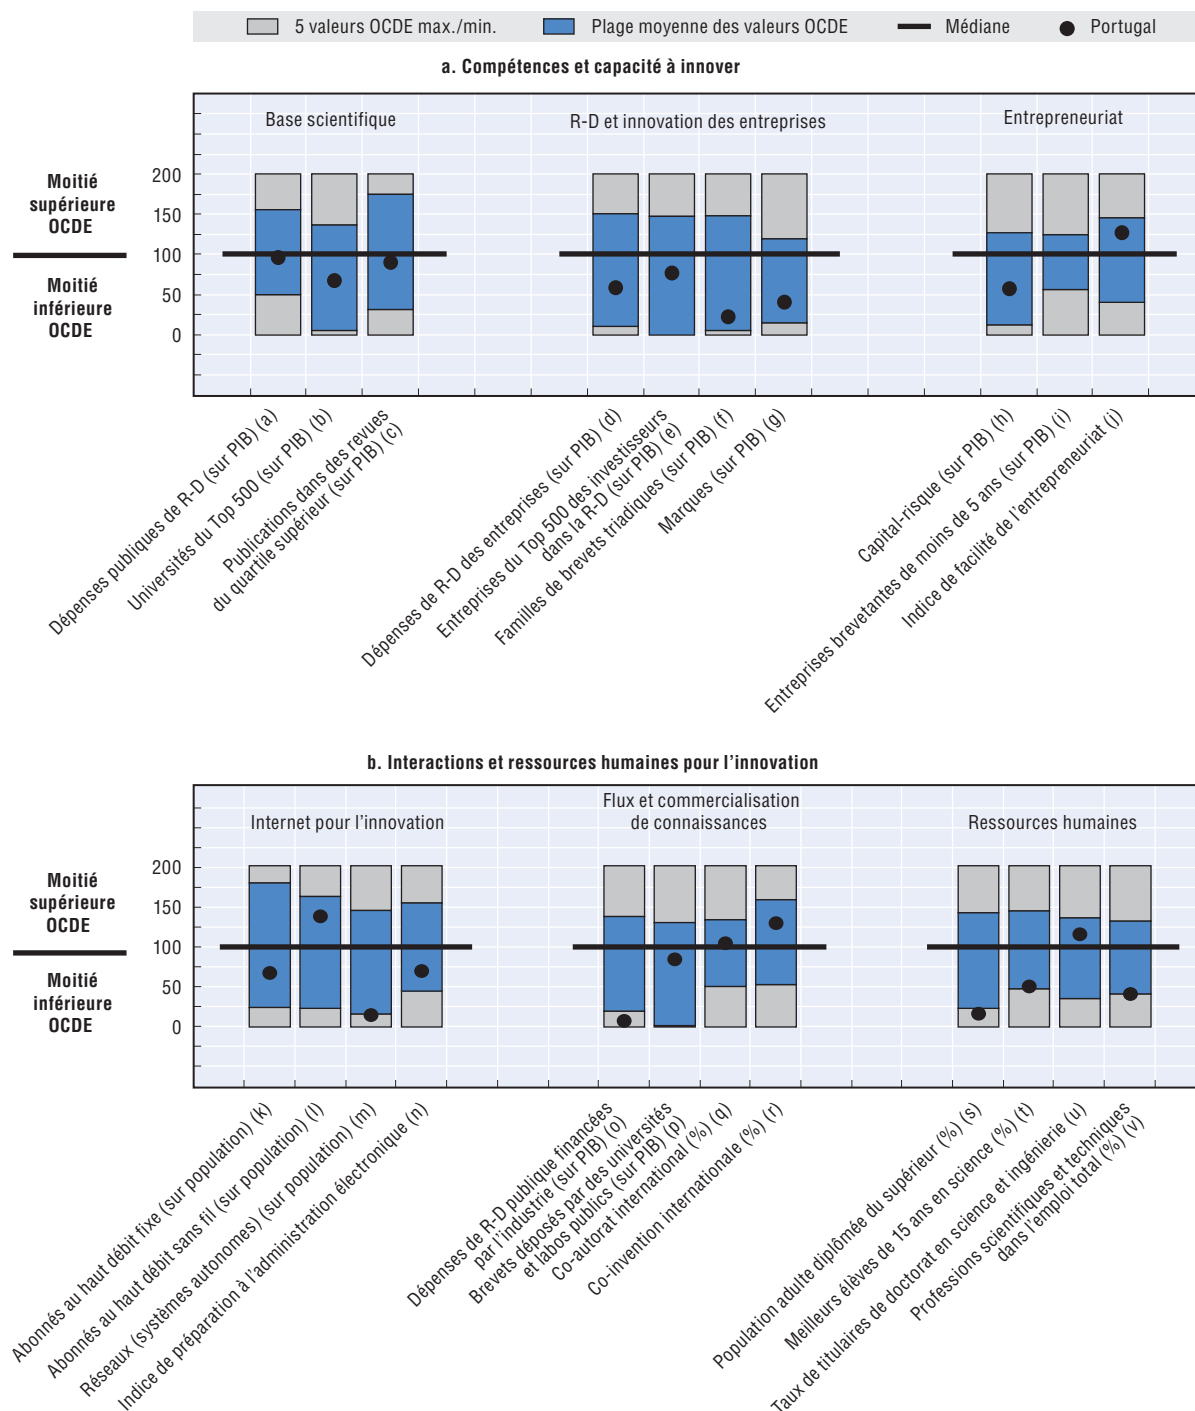 5 valeurs OCDE max./min. Plage moyenne des valeurs OCDE Médiane Portugal
a. Compétences et capacité à innover
Base scientifique R-D et innovation des entreprises Entrepreneuriat
Moitié
supérieure
OCDE
Moitié
inférieure
OCDE
200
150
100
50
0
Dépenses publiques de R-D (sur PIB) (a)
Universités du Top 500 (sur PIB) (b)
Publications dans des revues
du quartile supérieur (sur PIB) (c)
Dépenses de R-D des entreprises (sur PIB) (d)
Entreprises du Top 500 des investisseurs
dans la R-D (sur PIB) (e)
Familles de brevets triadiques (sur PIB) (f)
Marques (sur PIB) (g)
Capital-risque (sur PIB) (h)
Entreprises brevetantes de moins de 5 ans (sur PIB) (i)
Indice de facilité de l'entrepreneuriat (j)
b. Interactions et ressources humaines pour l'innovation
Internet pour l'innovation
Flux et commercialisation
de connaissances
Ressources humaines
Moitié
supérieure
OCDE
Moitié
inférieure
OCDE
200
150
100
50
0
Abonnés au haut débit fixe (sur population) (k)
Abonnés au haut débit sans fil (sur population) (l)
Réseaux (systèmes autonomes) (sur population) (m)
Indice de préparation à l'administration électronique (n)
Dépenses de R-D publique financées
par l'industrie (sur PIB) (o)
Brevets déposés par des universités
et labos publics (sur PIB) (p)
Co-autorat international (%) (q)
Co-invention internationale (%) (r)
Population adulte diplômée du supérieur (%) (s)
Meilleurs élèves de 15 ans en science (%) (t)
Taux de titulaires de doctorat en science et ingénierie (u)
Professions scientifiques et techniques
dans l'emploi total (%) (v)